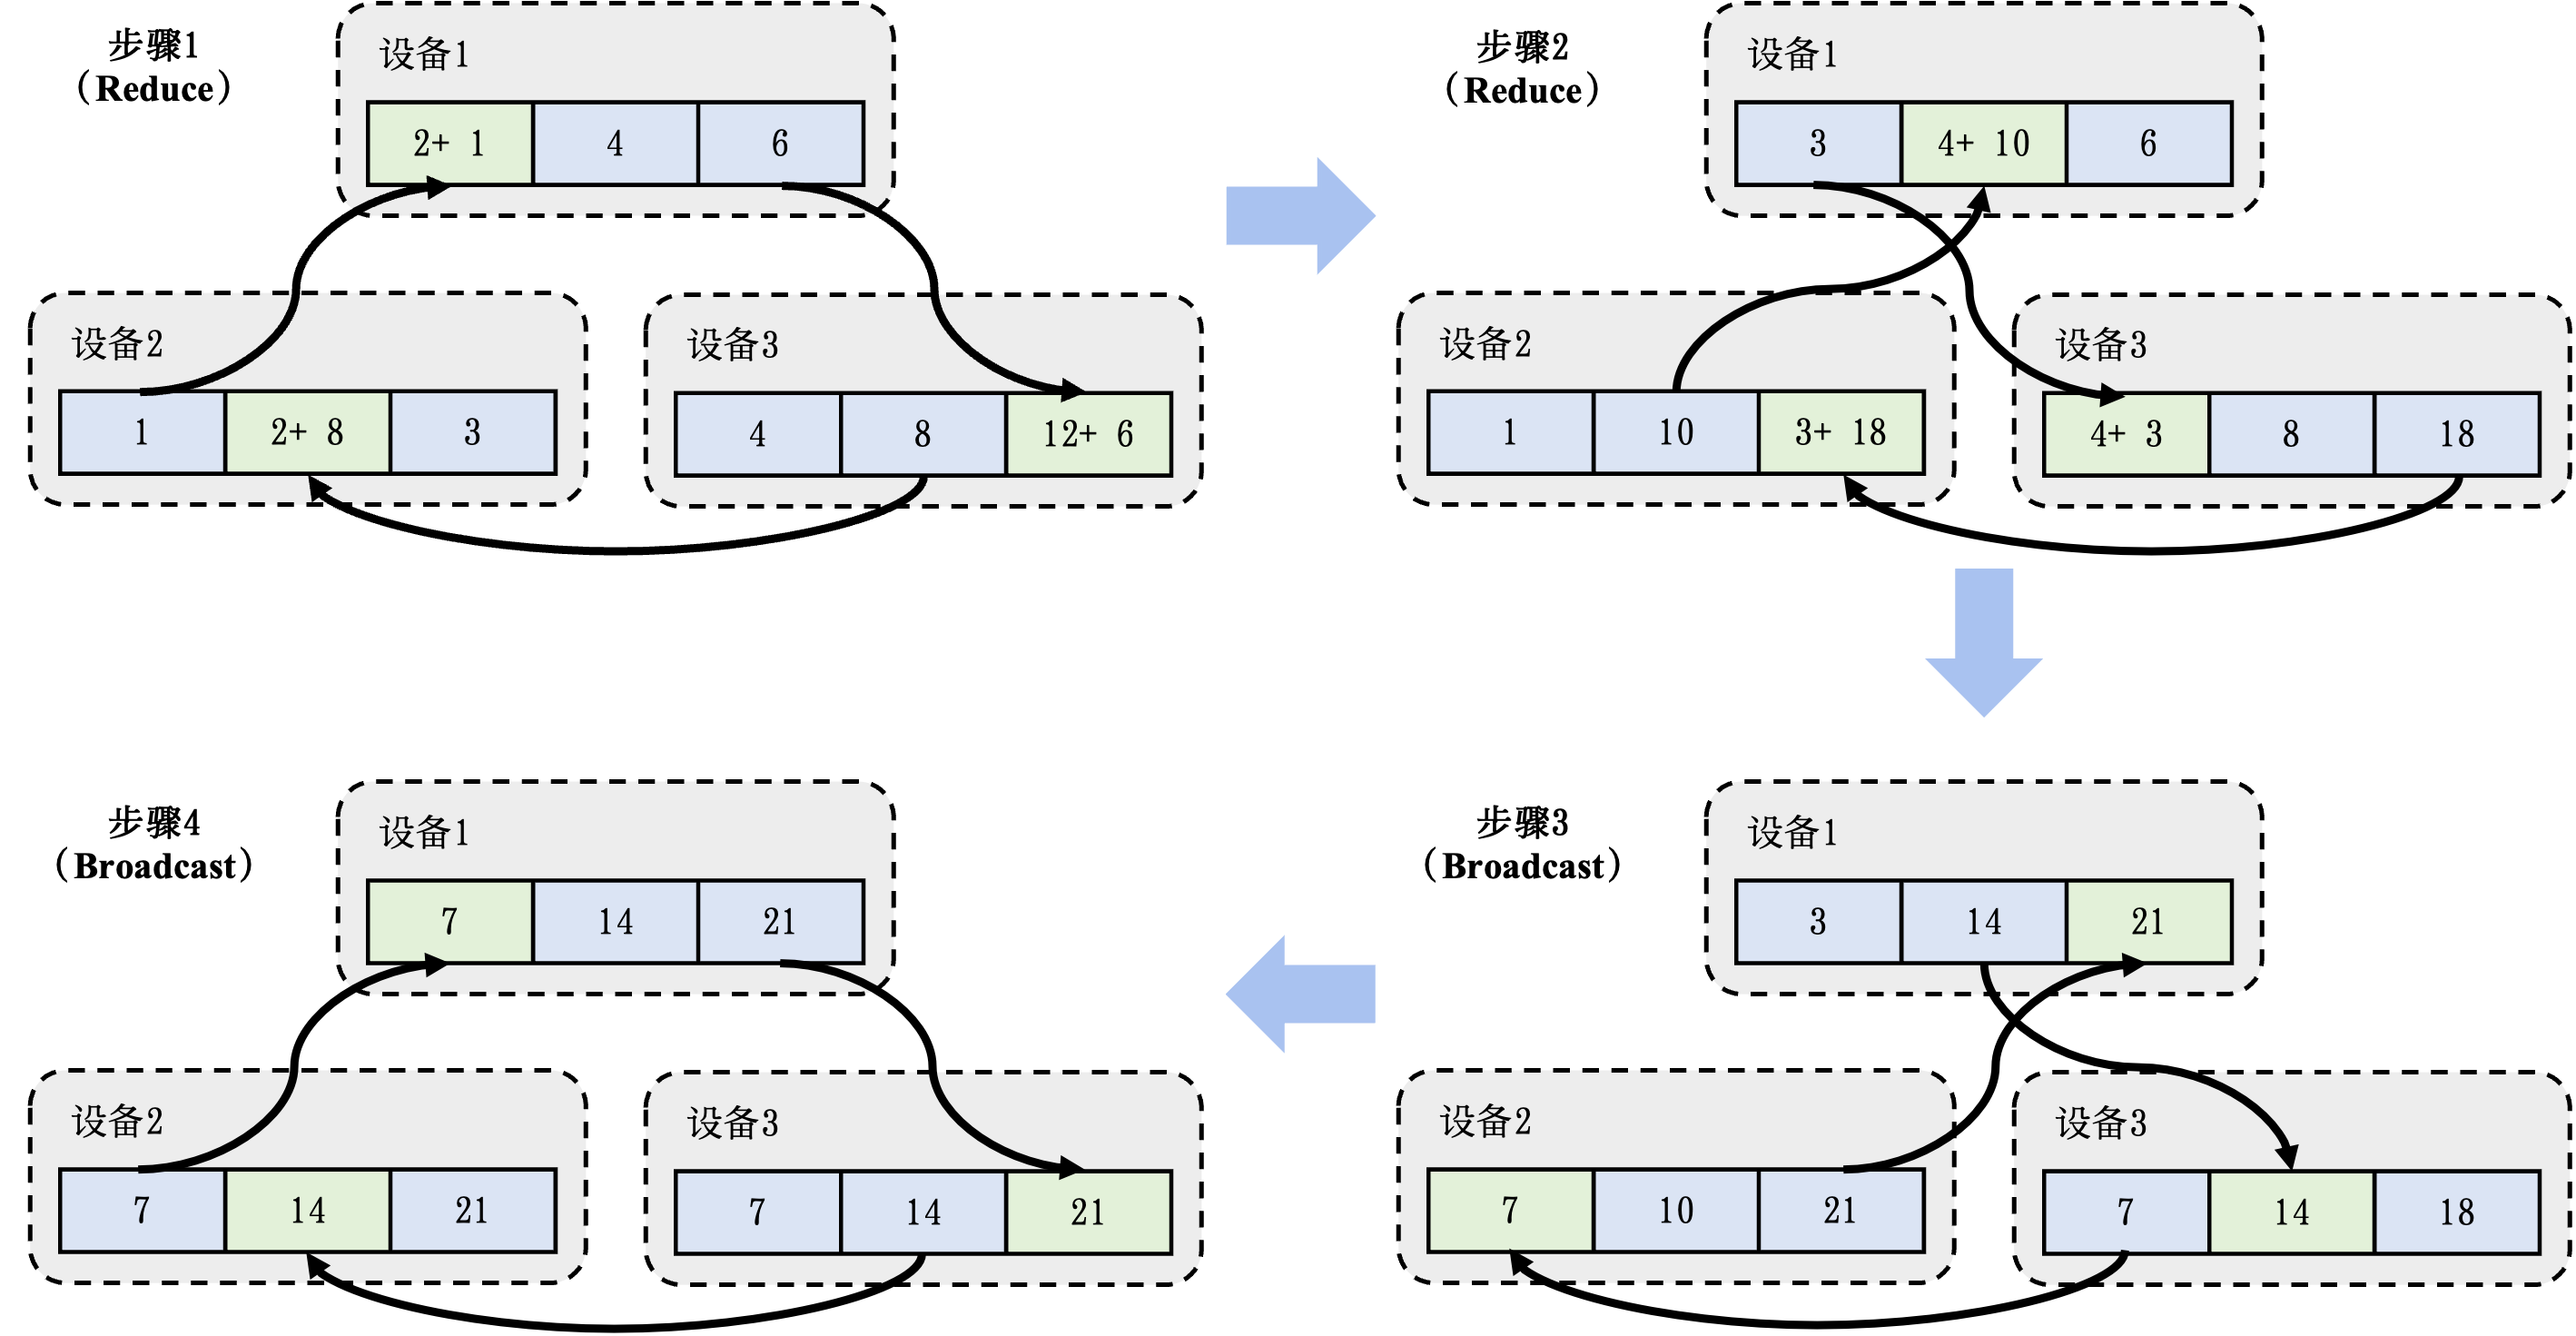 步骤1
（Reduce）
设备1
2+ 1 4 6
设备2
1 2+ 8 3
设备3
4 8 12+ 6
步骤2
（Reduce）
设备1
3 4+ 10 6
设备2
1 10 3+ 18
设备3
4+ 3 8 18
步骤4
（Broadcast）
设备1
7 14 21
设备2
7 14 21
设备3
7 14 21
步骤3
（Broadcast）
设备1
3 14 21
设备2
7 10 21
设备3
7 14 18